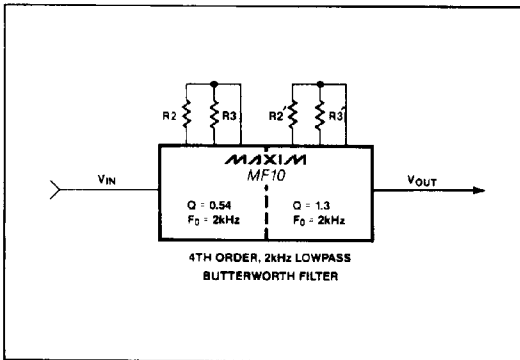 R2 R3 R2' R3'
MAXIM
MF10
VIN VOUT
Q = 0.54 Q = 1.3
F0 = 2kHz F0 = 2kHz
4TH ORDER, 2kHz LOWPASS
BUTTERWORTH FILTER